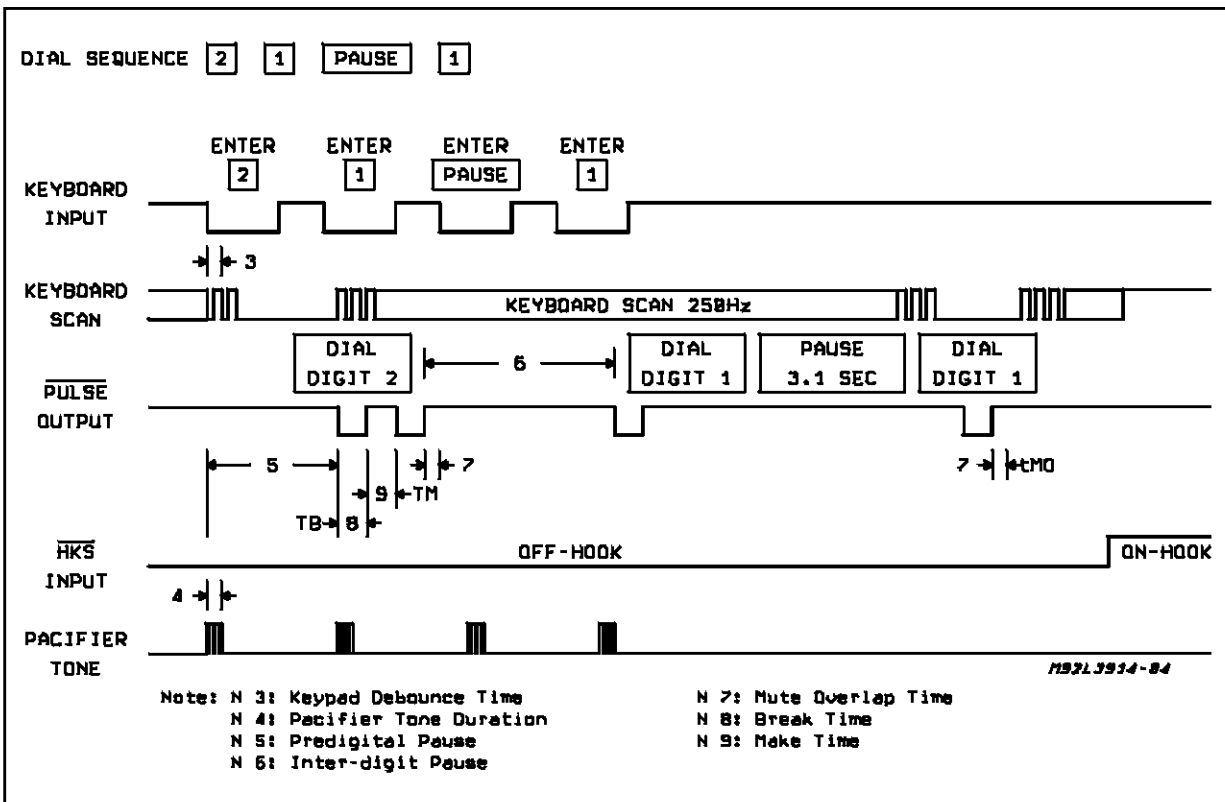 DIAL SEQUENCE 2 1 PAUSE 1
ENTER ENTER ENTER ENTER
2 1 PAUSE 1
KEYBOARD
INPUT
3
KEYBOARD
SCAN
KEYBOARD SCAN 250Hz
DIAL
DIGIT 2
6
DIAL
DIGIT 1
PAUSE
3.1 SEC
DIAL
DIGIT 1
PULSE
OUTPUT
5 7 7 tMO
9 TM
TB 8
HKS
INPUT
OFF-HOOK ON-HOOK
4
PACIFIER
TONE
M92L3934-04
Note: N 3: Keypad Debounce Time
N 4: Pacifier Tone Duration
N 5: Predigital Pause
N 6: Inter-digit Pause
N 7: Mute Overlap Time
N 8: Break Time
N 9: Make Time